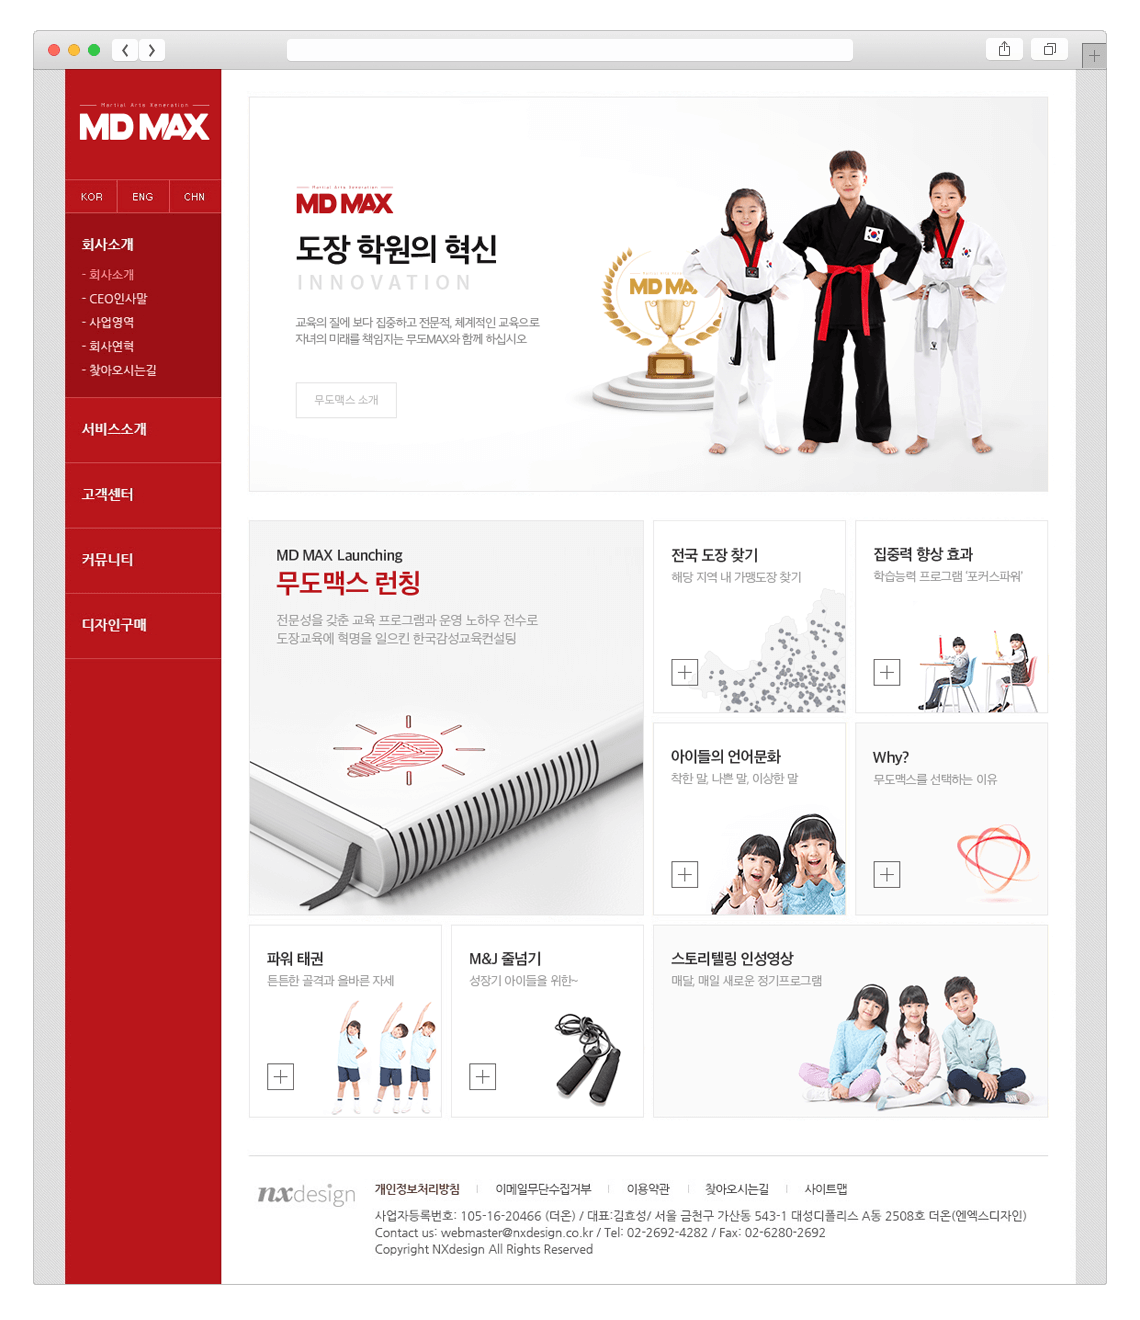 Martial Arts Xeneration
MD MAX
KOR
ENG
CHN
회사소개
- 회사소개
- CEO인사말
- 사업영역
- 회사연혁
- 찾아오시는길
서비스소개
고객센터
커뮤니티
디자인구매
Martial Arts Xeneration
MD MAX
도장 학원의 혁신
INNOVATION
교육의 질에 보다 집중하고 전문적, 체계적인 교육으로
자녀의 미래를 책임지는 무도MAX와 함께 하십시오
무도맥스 소개
MD MA
MD MAX Launching
무도맥스 런칭
전문성을 갖춘 교육 프로그램과 운영 노하우 전수로
도장교육에 혁명을 일으킨 한국감성교육컨설팅
전국 도장 찾기
해당 지역 내 가맹도장 찾기
집중력 향상 효과
학습능력 프로그램 '포커스파워'
아이들의 언어문화
착한 말, 나쁜 말, 이상한 말
Why?
무도맥스를 선택하는 이유
파워 태권
튼튼한 골격과 올바른 자세
M&J 줄넘기
성장기 아이들을 위한~
스토리텔링 인성영상
매달, 매일 새로운 정기프로그램
nxdesign
개인정보처리방침
이메일무단수집거부
이용약관
찾아오시는길
사이트맵
사업자등록번호: 105-16-20466 (더온) / 대표:김효성/ 서울 금천구 가산동 543-1 대성디폴리스 A동 2508호 더온(엔엑스디자인)
Contact us: webmaster@nxdesign.co.kr / Tel: 02-2692-4282 / Fax: 02-6280-2692
Copyright NXdesign All Rights Reserved